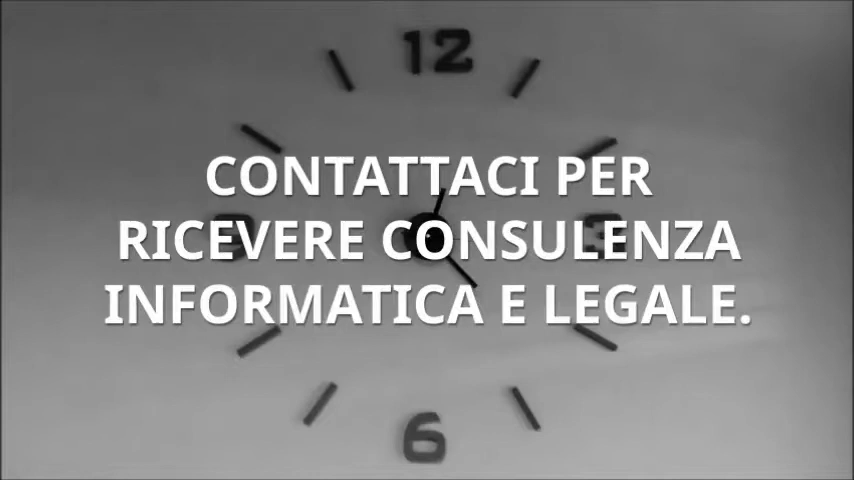 12
CONTATTACI PER
RICEVERE CONSULENZA
INFORMATICA E LEGALE.
6